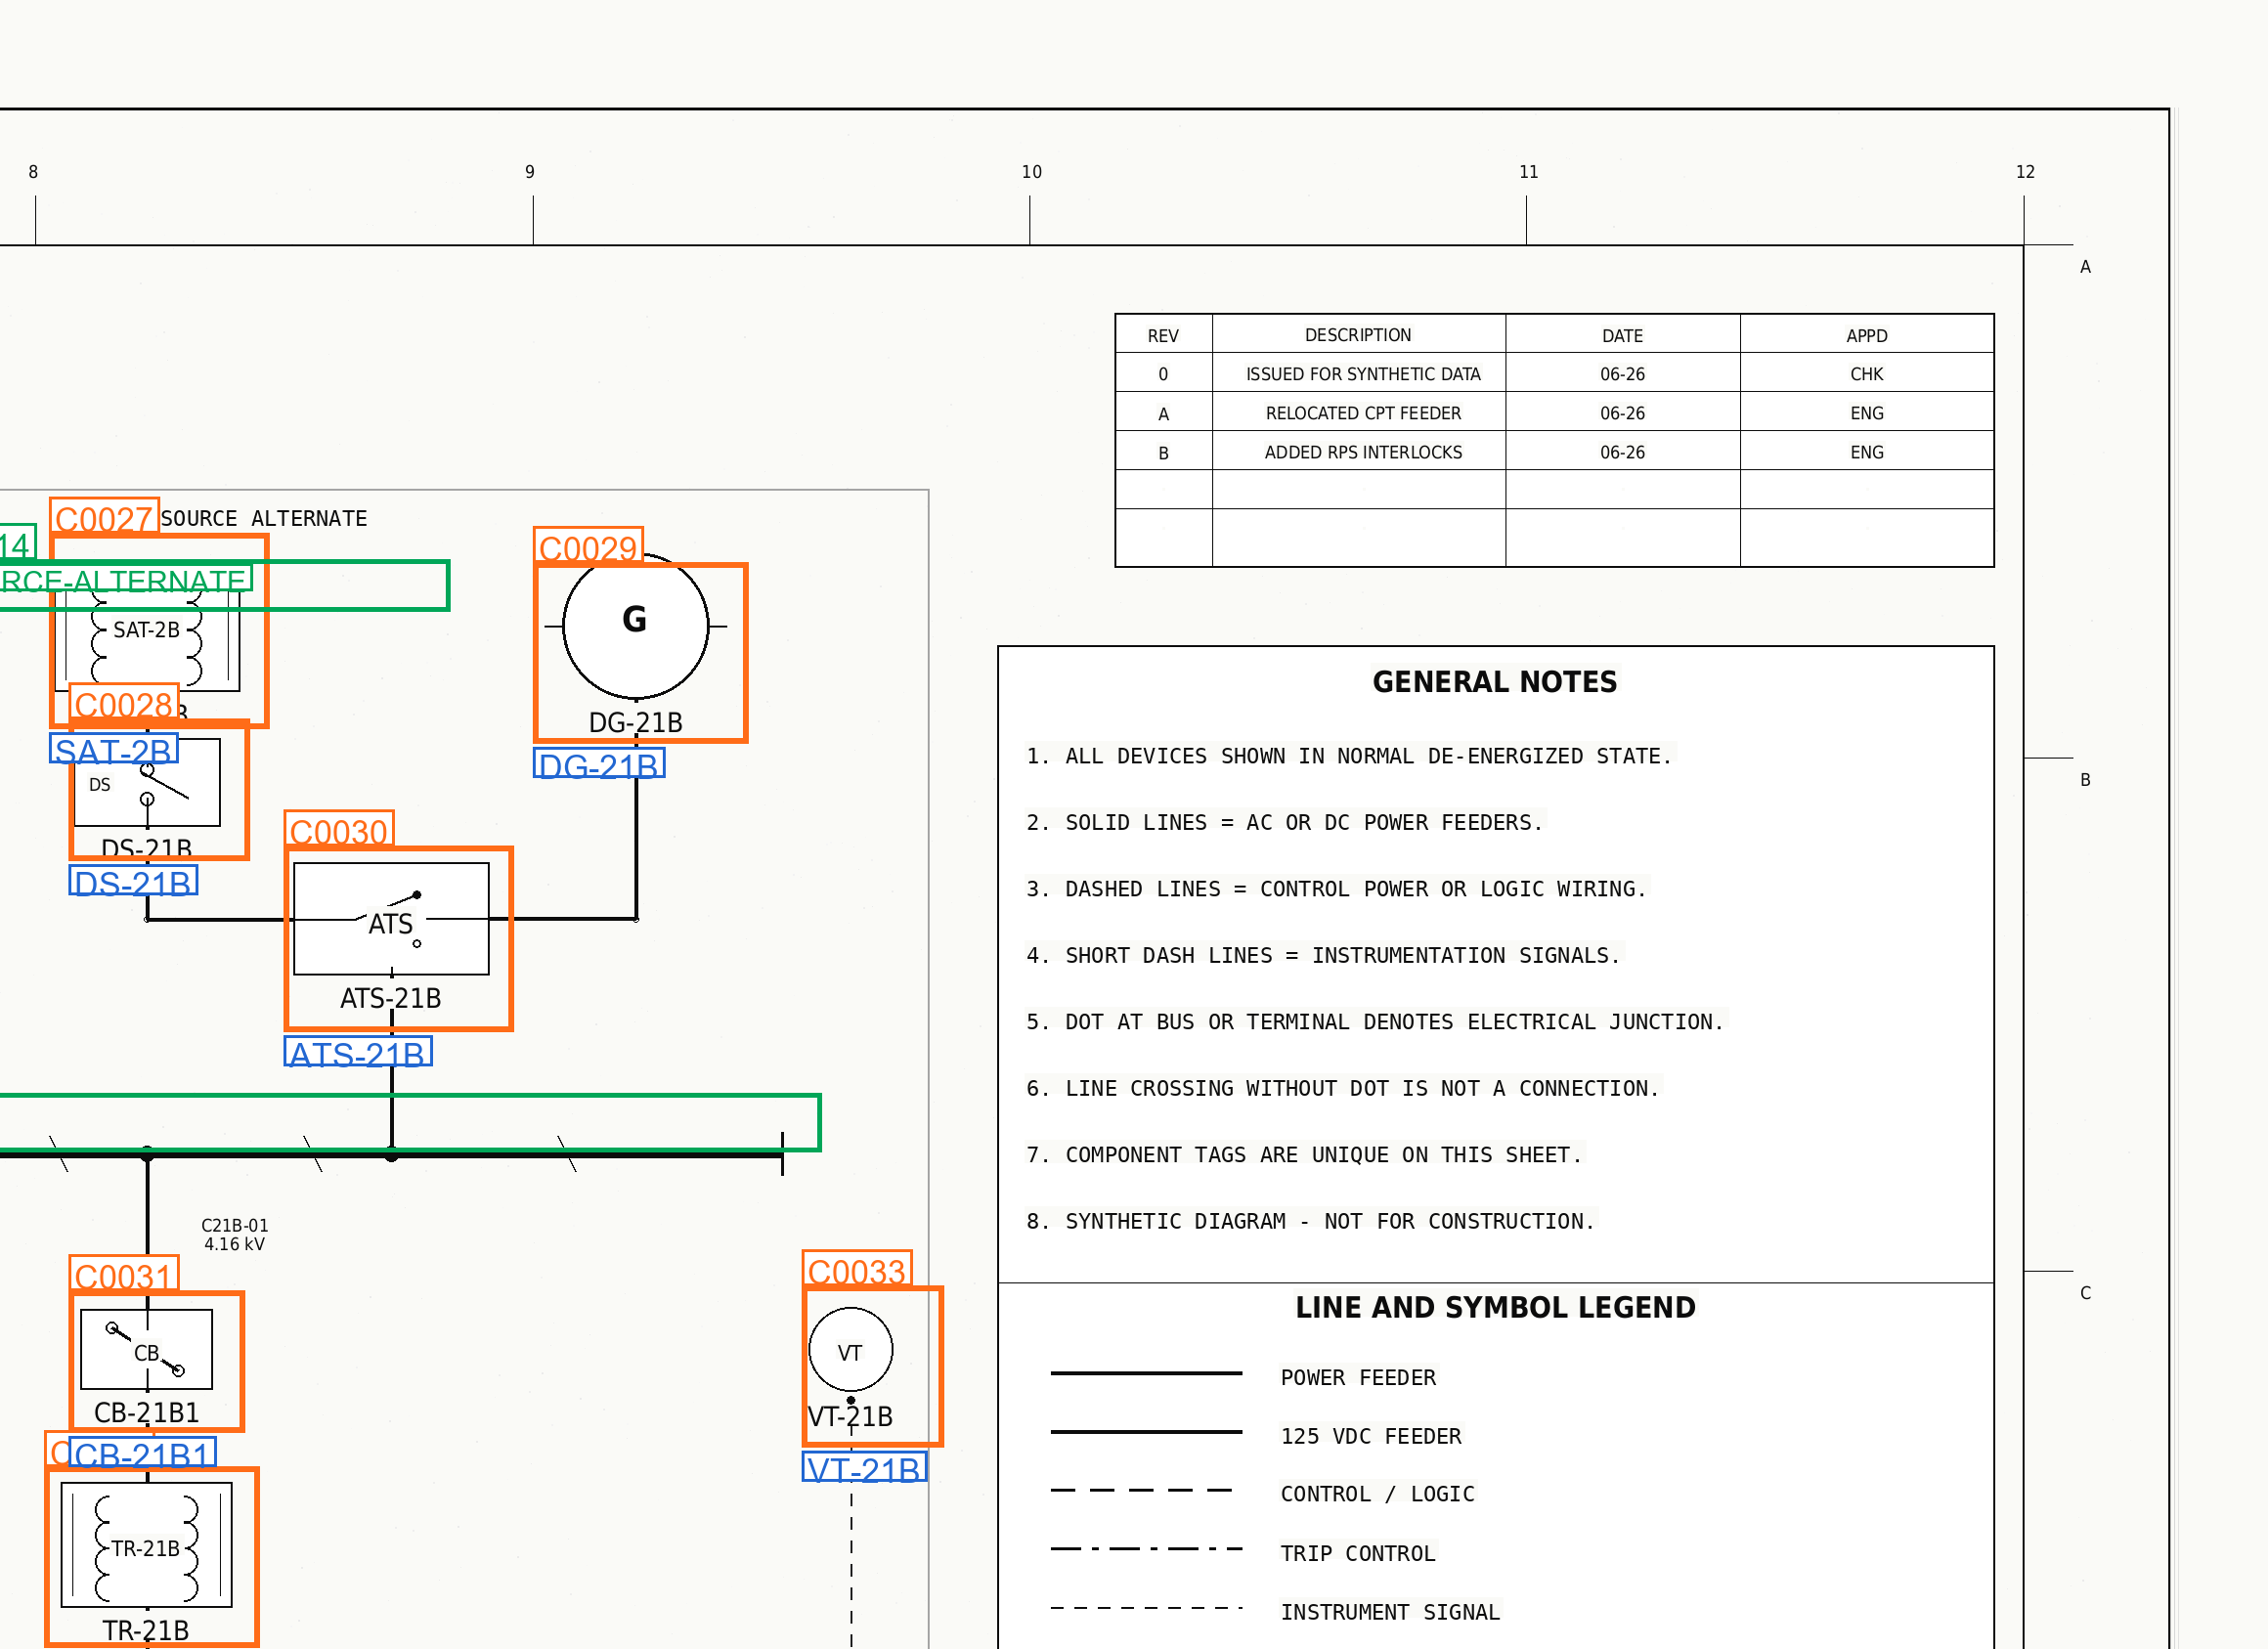 8 9 10 11 12
A
REV DESCRIPTION DATE APPD
0 ISSUED FOR SYNTHETIC DATA 06-26 CHK
A RELOCATED CPT FEEDER 06-26 ENG
B ADDED RPS INTERLOCKS 06-26 ENG
C0027 SOURCE ALTERNATE
14
RCE-ALTERNATE
SAT-2B
C0028
SAT-2B
DS
DS-21B
DS-21B
C0029
G
DG-21B
DG-21B
C0030
ATS
ATS-21B
ATS-21B
C21B-01
4.16 kV
C0031
CB
CB-21B1
CB-21B1
TR-21B
TR-21B
C0033
VT
VT-21B
VT-21B
GENERAL NOTES
1. ALL DEVICES SHOWN IN NORMAL DE-ENERGIZED STATE.
2. SOLID LINES = AC OR DC POWER FEEDERS.
3. DASHED LINES = CONTROL POWER OR LOGIC WIRING.
4. SHORT DASH LINES = INSTRUMENTATION SIGNALS.
5. DOT AT BUS OR TERMINAL DENOTES ELECTRICAL JUNCTION.
6. LINE CROSSING WITHOUT DOT IS NOT A CONNECTION.
7. COMPONENT TAGS ARE UNIQUE ON THIS SHEET.
8. SYNTHETIC DIAGRAM - NOT FOR CONSTRUCTION.
LINE AND SYMBOL LEGEND
POWER FEEDER
125 VDC FEEDER
CONTROL / LOGIC
TRIP CONTROL
INSTRUMENT SIGNAL
B
C